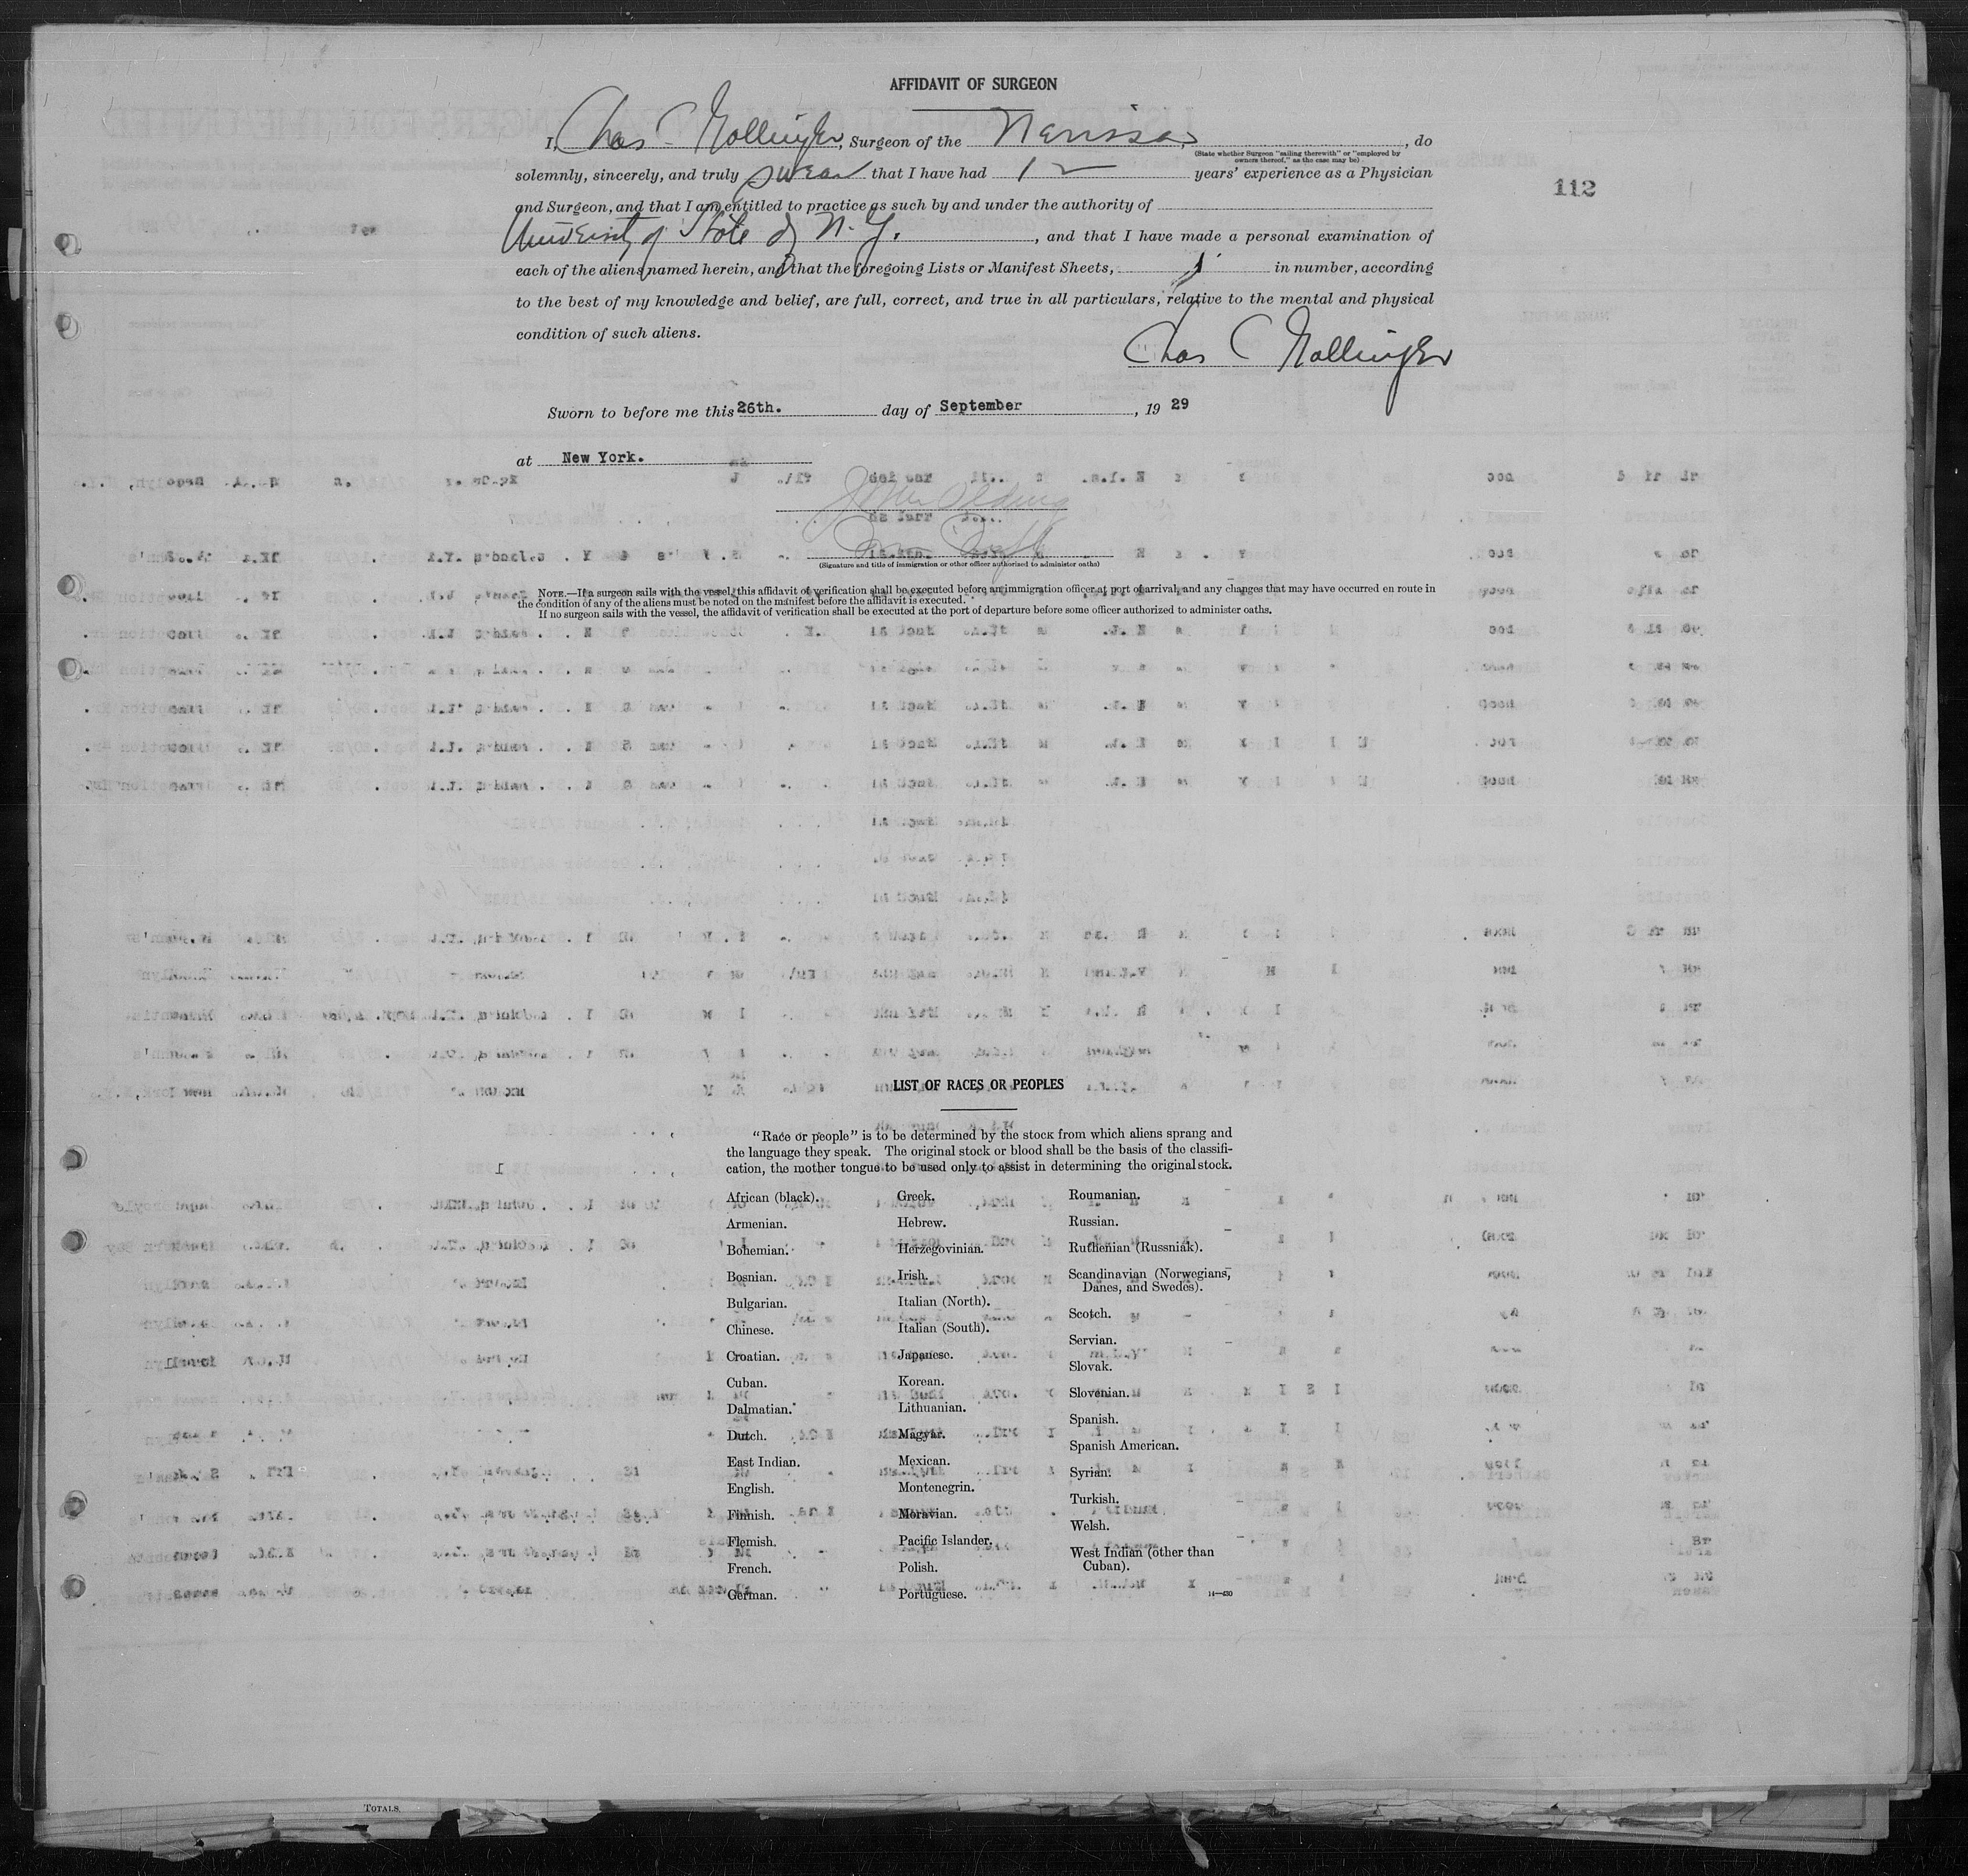 AFFIDAVIT OF SURGEON
I, Chas C Mollinger, Surgeon of the Nerissa, , do
(State whether Surgeon "sailing therewith" or "employed by
owners thereof," as the case may be)
solemnly, sincerely, and truly swear that I have had 12 years' experience as a Physician
112
and Surgeon, and that I am entitled to practice as such by and under the authority of
University of State of N.Y. , and that I have made a personal examination of
each of the aliens named herein, and that the foregoing Lists or Manifest Sheets, in number, according
to the best of my knowledge and belief, are full, correct, and true in all particulars, relative to the mental and physical
condition of such aliens.
Chas C Mollinger
Sworn to before me this 26th. day of September , 19 29
at New York.
(Signature and title of immigration or other officer authorized to administer oaths)
NOTE.—If a surgeon sails with the vessel, this affidavit of verification shall be executed before an immigration officer at port of arrival, and any changes that may have occurred en route in
the condition of any of the aliens must be noted on the manifest before the affidavit is executed.
If no surgeon sails with the vessel, the affidavit of verification shall be executed at the port of departure before some officer authorized to administer oaths.
LIST OF RACES OR PEOPLES
"Race or people" is to be determined by the stock from which aliens sprang and
the language they speak. The original stock or blood shall be the basis of the classifi-
cation, the mother tongue to be used only to assist in determining the original stock.
African (black).
Armenian.
Bohemian.
Bosnian.
Bulgarian.
Chinese.
Croatian.
Cuban.
Dalmatian.
Dutch.
East Indian.
English.
Finnish.
Flemish.
French.
German.
Greek.
Hebrew.
Herzegovinian.
Irish.
Italian (North).
Italian (South).
Japanese.
Korean.
Lithuanian.
Magyar.
Mexican.
Montenegrin.
Moravian.
Pacific Islander.
Polish.
Portuguese.
Roumanian.
Russian.
Ruthenian (Russniak).
Scandinavian (Norwegians,
Danes, and Swedes).
Scotch.
Servian.
Slovak.
Slovenian.
Spanish.
Spanish American.
Syrian.
Turkish.
Welsh.
West Indian (other than
Cuban).
14—430
TOTALS.